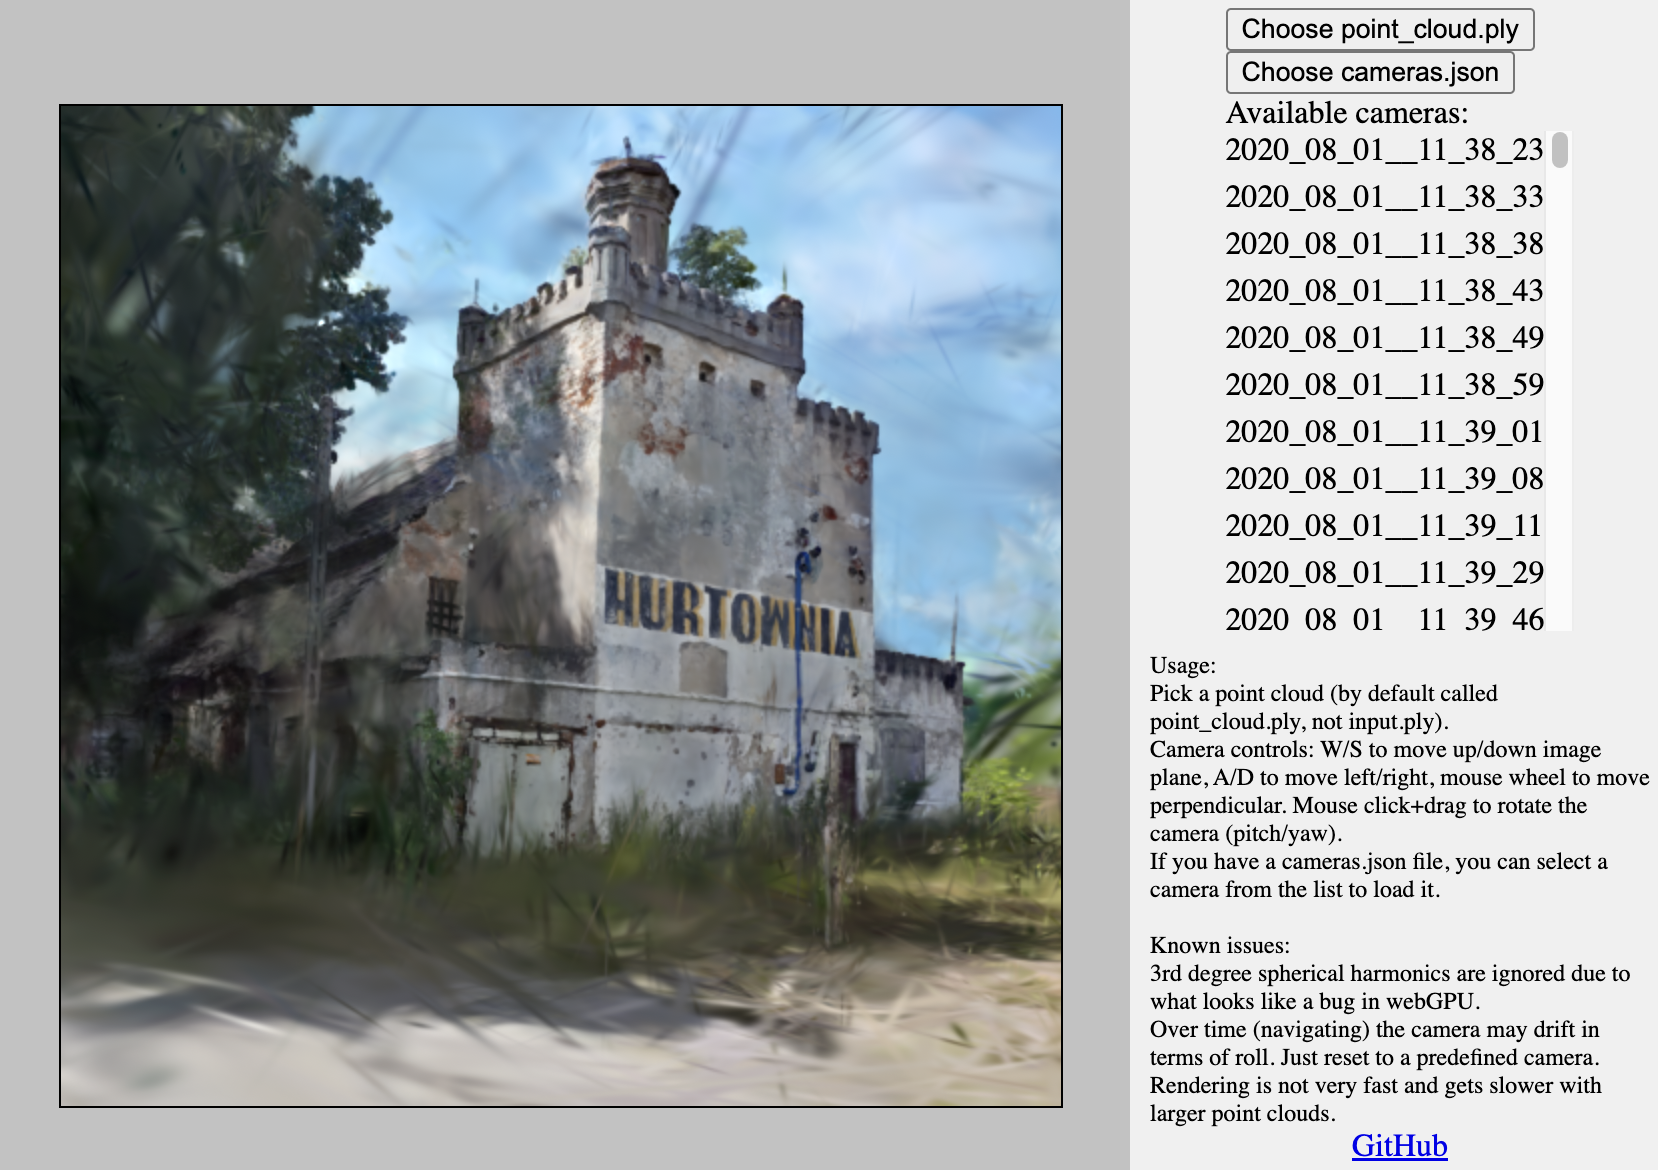 Choose point_cloud.ply
Choose cameras.json
Available cameras:
2020_08_01__11_38_23
2020_08_01__11_38_33
2020_08_01__11_38_38
2020_08_01__11_38_43
2020_08_01__11_38_49
2020_08_01__11_38_59
2020_08_01__11_39_01
2020_08_01__11_39_08
2020_08_01__11_39_11
2020_08_01__11_39_29
2020_08_01__11_39_46
HURTOWNIA
Usage:
Pick a point cloud (by default called
point_cloud.ply, not input.ply).
Camera controls: W/S to move up/down image
plane, A/D to move left/right, mouse wheel to move
perpendicular. Mouse click+drag to rotate the
camera (pitch/yaw).
If you have a cameras.json file, you can select a
camera from the list to load it.
Known issues:
3rd degree spherical harmonics are ignored due to
what looks like a bug in webGPU.
Over time (navigating) the camera may drift in
terms of roll. Just reset to a predefined camera.
Rendering is not very fast and gets slower with
larger point clouds.
GitHub